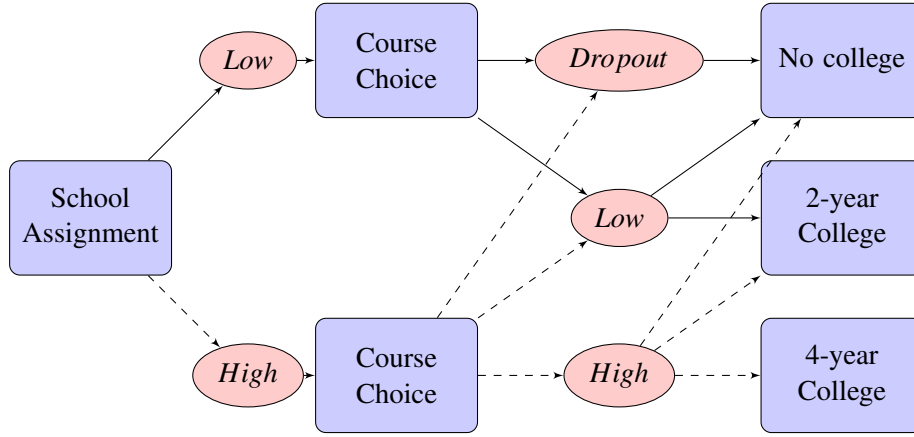 Low
Course
Choice
Dropout
No college
School
Assignment
Low
2-year
College
High
Course
Choice
High
4-year
College